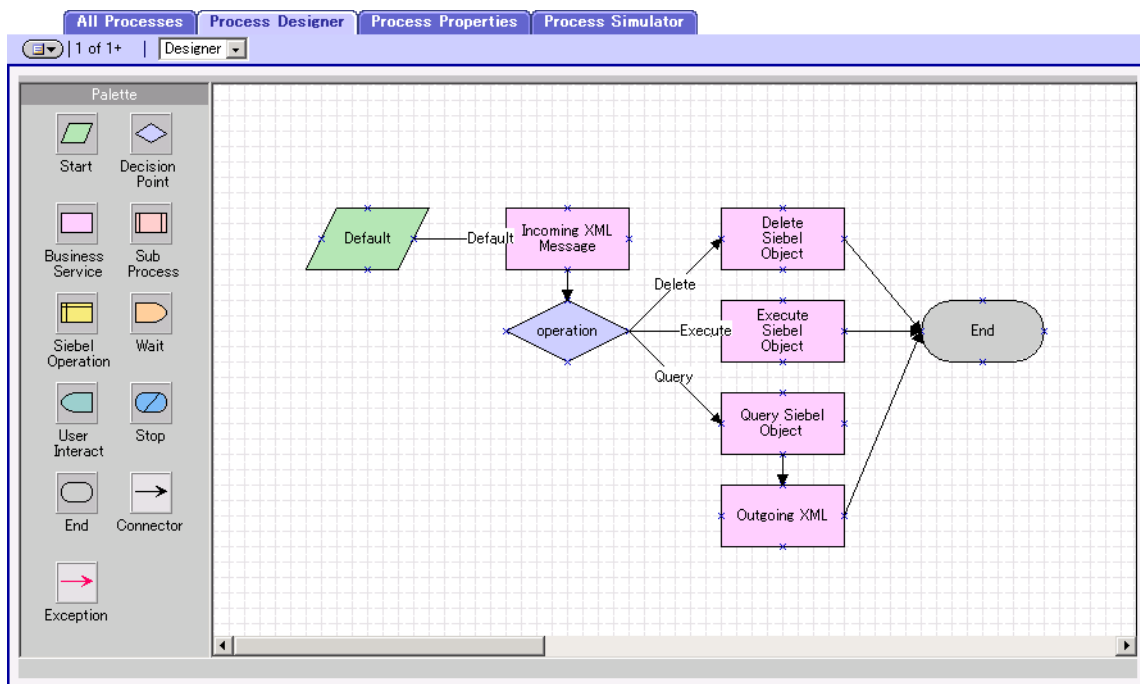 All Processes
Process Designer
Process Properties
Process Simulator
1 of 1+
Designer
Palette
Start
Decision
Point
Business
Service
Sub
Process
Siebel
Operation
Wait
User
Interact
Stop
End
Connector
Exception
Default
Default
Incoming XML
Message
operation
Delete
Execute
Query
Delete
Siebel
Object
Execute
Siebel
Object
Query Siebel
Object
Outgoing XML
End